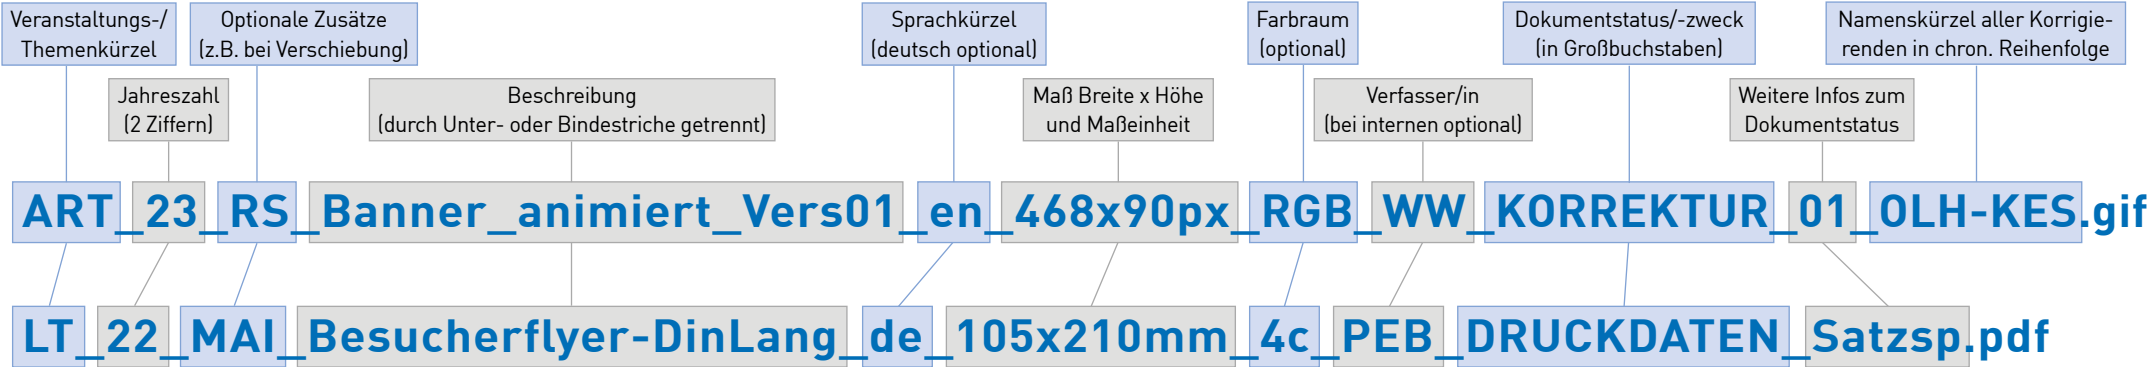 Veranstaltungs-/
Themenkürzel
Optionale Zusätze
(z.B. bei Verschiebung)
Sprachkürzel
(deutsch optional)
Farbraum
(optional)
Dokumentstatus/-zweck
(in Großbuchstaben)
Namenskürzel aller Korrigie-
renden in chron. Reihenfolge
Jahreszahl
(2 Ziffern)
Beschreibung
(durch Unter- oder Bindestriche getrennt)
Maß Breite x Höhe
und Maßeinheit
Verfasser/in
(bei internen optional)
Weitere Infos zum
Dokumentstatus
ART_23_RS_Banner_animiert_Vers01_en_468x90px_RGB_WW_KORREKTUR_01_OLH-KES.gif
LT_22_MAI_Besucherflyer-DinLang_de_105x210mm_4c_PEB_DRUCKDATEN_Satzsp.pdf